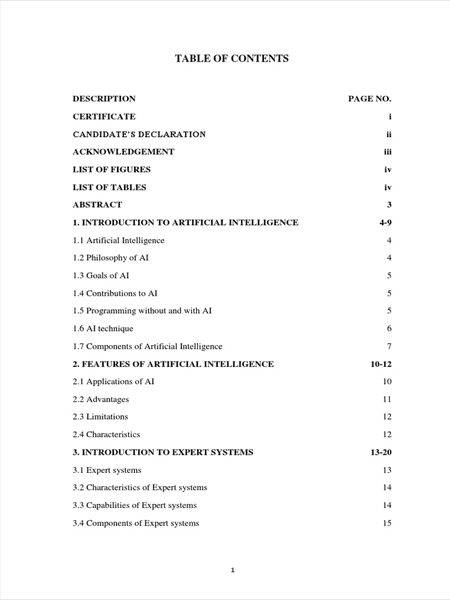 TABLE OF CONTENTS
DESCRIPTION PAGE NO.
CERTIFICATE i
CANDIDATE'S DECLARATION ii
ACKNOWLEDGEMENT iii
LIST OF FIGURES iv
LIST OF TABLES iv
ABSTRACT 3
1. INTRODUCTION TO ARTIFICIAL INTELLIGENCE 4-9
1.1 Artificial Intelligence 4
1.2 Philosophy of AI 4
1.3 Goals of AI 5
1.4 Contributions to AI 5
1.5 Programming without and with AI 5
1.6 AI technique 6
1.7 Components of Artificial Intelligence 7
2. FEATURES OF ARTIFICIAL INTELLIGENCE 10-12
2.1 Applications of AI 10
2.2 Advantages 11
2.3 Limitations 12
2.4 Characteristics 12
3. INTRODUCTION TO EXPERT SYSTEMS 13-20
3.1 Expert systems 13
3.2 Characteristics of Expert systems 14
3.3 Capabilities of Expert systems 14
3.4 Components of Expert systems 15
1